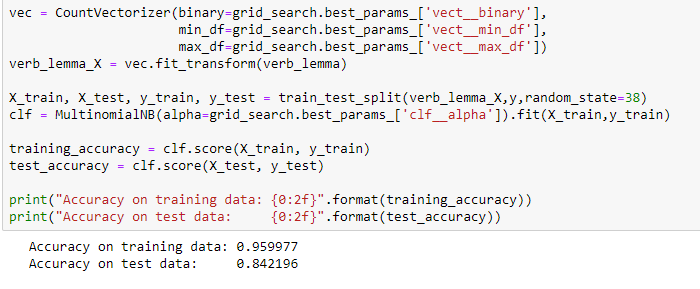 vec = CountVectorizer(binary=grid_search.best_params_['vect__binary'],
                      min_df=grid_search.best_params_['vect__min_df'],
                      max_df=grid_search.best_params_['vect__max_df'])
verb_lemma_X = vec.fit_transform(verb_lemma)

X_train, X_test, y_train, y_test = train_test_split(verb_lemma_X,y,random_state=38)
clf = MultinomialNB(alpha=grid_search.best_params_['clf__alpha']).fit(X_train,y_train)

training_accuracy = clf.score(X_train, y_train)
test_accuracy = clf.score(X_test, y_test)

print("Accuracy on training data: {0:2f}".format(training_accuracy))
print("Accuracy on test data:     {0:2f}".format(test_accuracy))

Accuracy on training data: 0.959977
Accuracy on test data:     0.842196